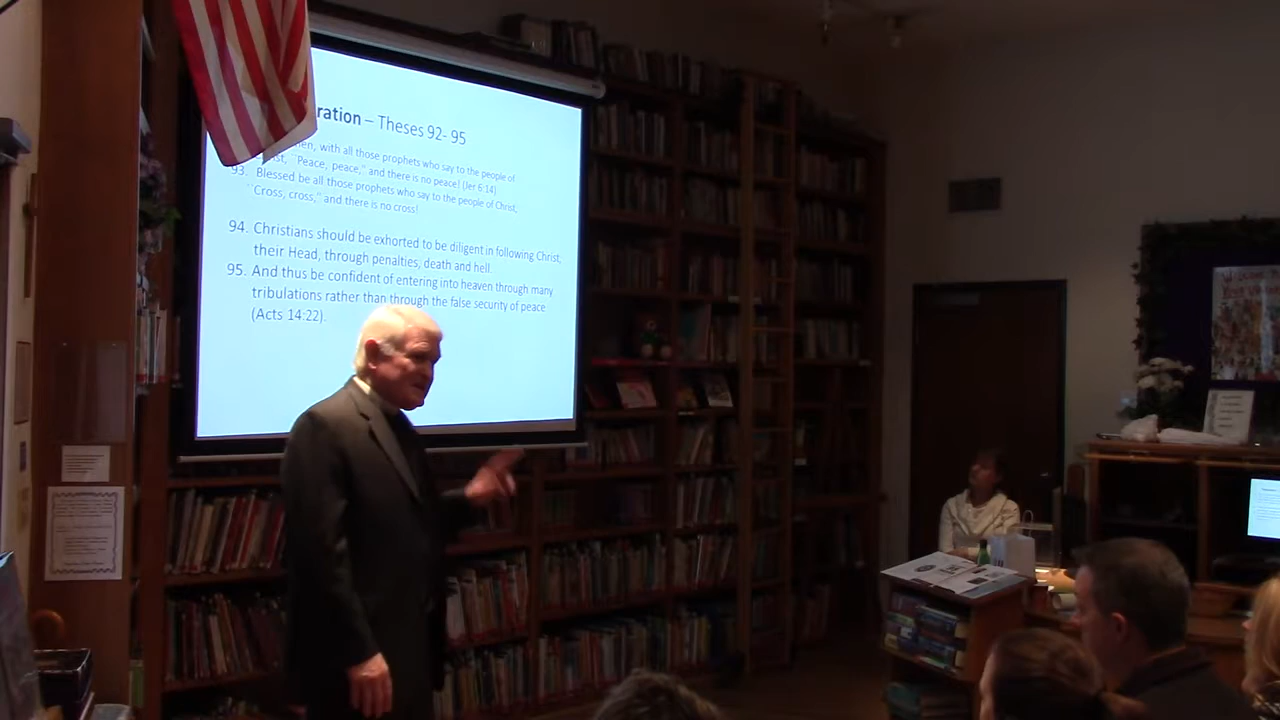 ration – Theses 92- 95
hen, with all those prophets who say to the people of
"Peace, peace," and there is no peace! (Jer 6:14)
93. Blessed be all those prophets who say to the people of Christ,
"Cross, cross," and there is no cross!
94. Christians should be exhorted to be diligent in following Christ,
their Head, through penalties, death and hell.
95. And thus be confident of entering into heaven through many
tribulations rather than through the false security of peace
(Acts 14:22).